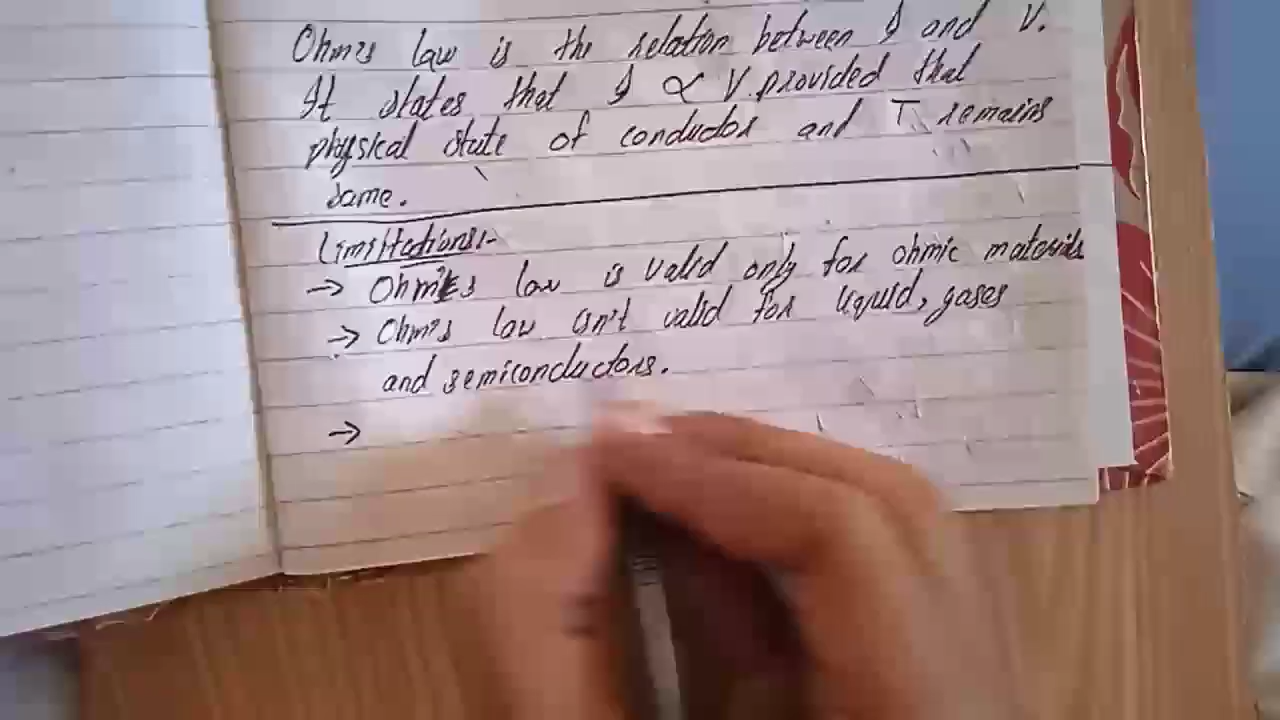 Ohm's law is the relation between I and V.
It states that I ∝ V provided that
physical state of conductor and T remains
same.
Limitations:-
→ Ohm's law is valid only for ohmic materials
→ Ohm's law isn't valid for liquid, gases
and semiconductors.
→